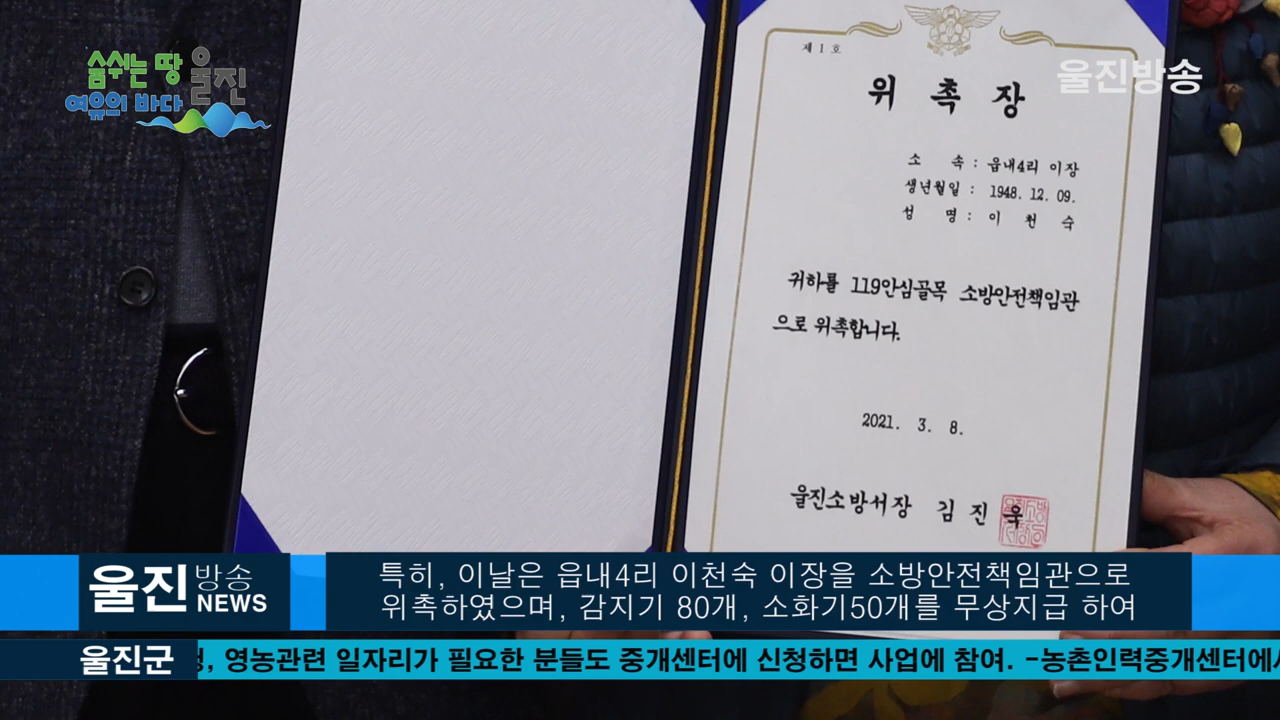 숨쉬는 땅 울진
여유의 바다
울진방송
제 1 호
위 촉 장
소 속 : 읍내4리 이장
생년월일 : 1948. 12. 09.
성 명 : 이 천 숙
귀하를 119안심골목 소방안전책임관
으로 위촉합니다.
2021. 3. 8.
울진소방서장 김 진 욱
울진 방송
NEWS
특히, 이날은 읍내4리 이천숙 이장을 소방안전책임관으로
위촉하였으며, 감지기 80개, 소화기50개를 무상지급 하여
울진군
, 영농관련 일자리가 필요한 분들도 중개센터에 신청하면 사업에 참여. -농촌인력중개센터에서